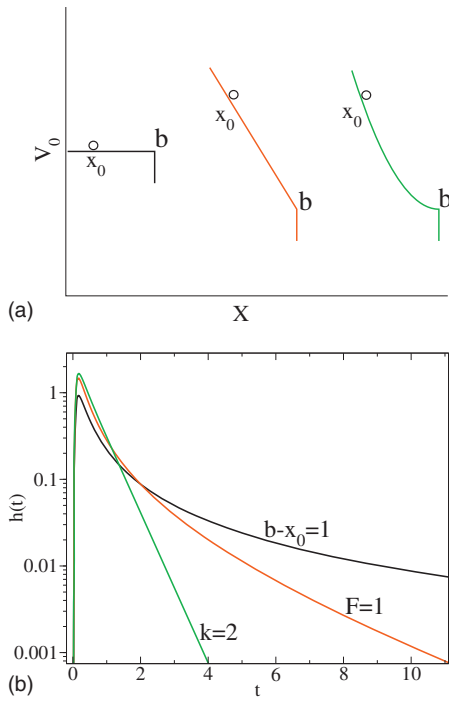 V₀
x₀
b
x₀
b
x₀
b
X
(a)
h(t)
1
0.1
0.01
0.001
b-x₀=1
F=1
k=2
0 2 4 6 8 10
t
(b)